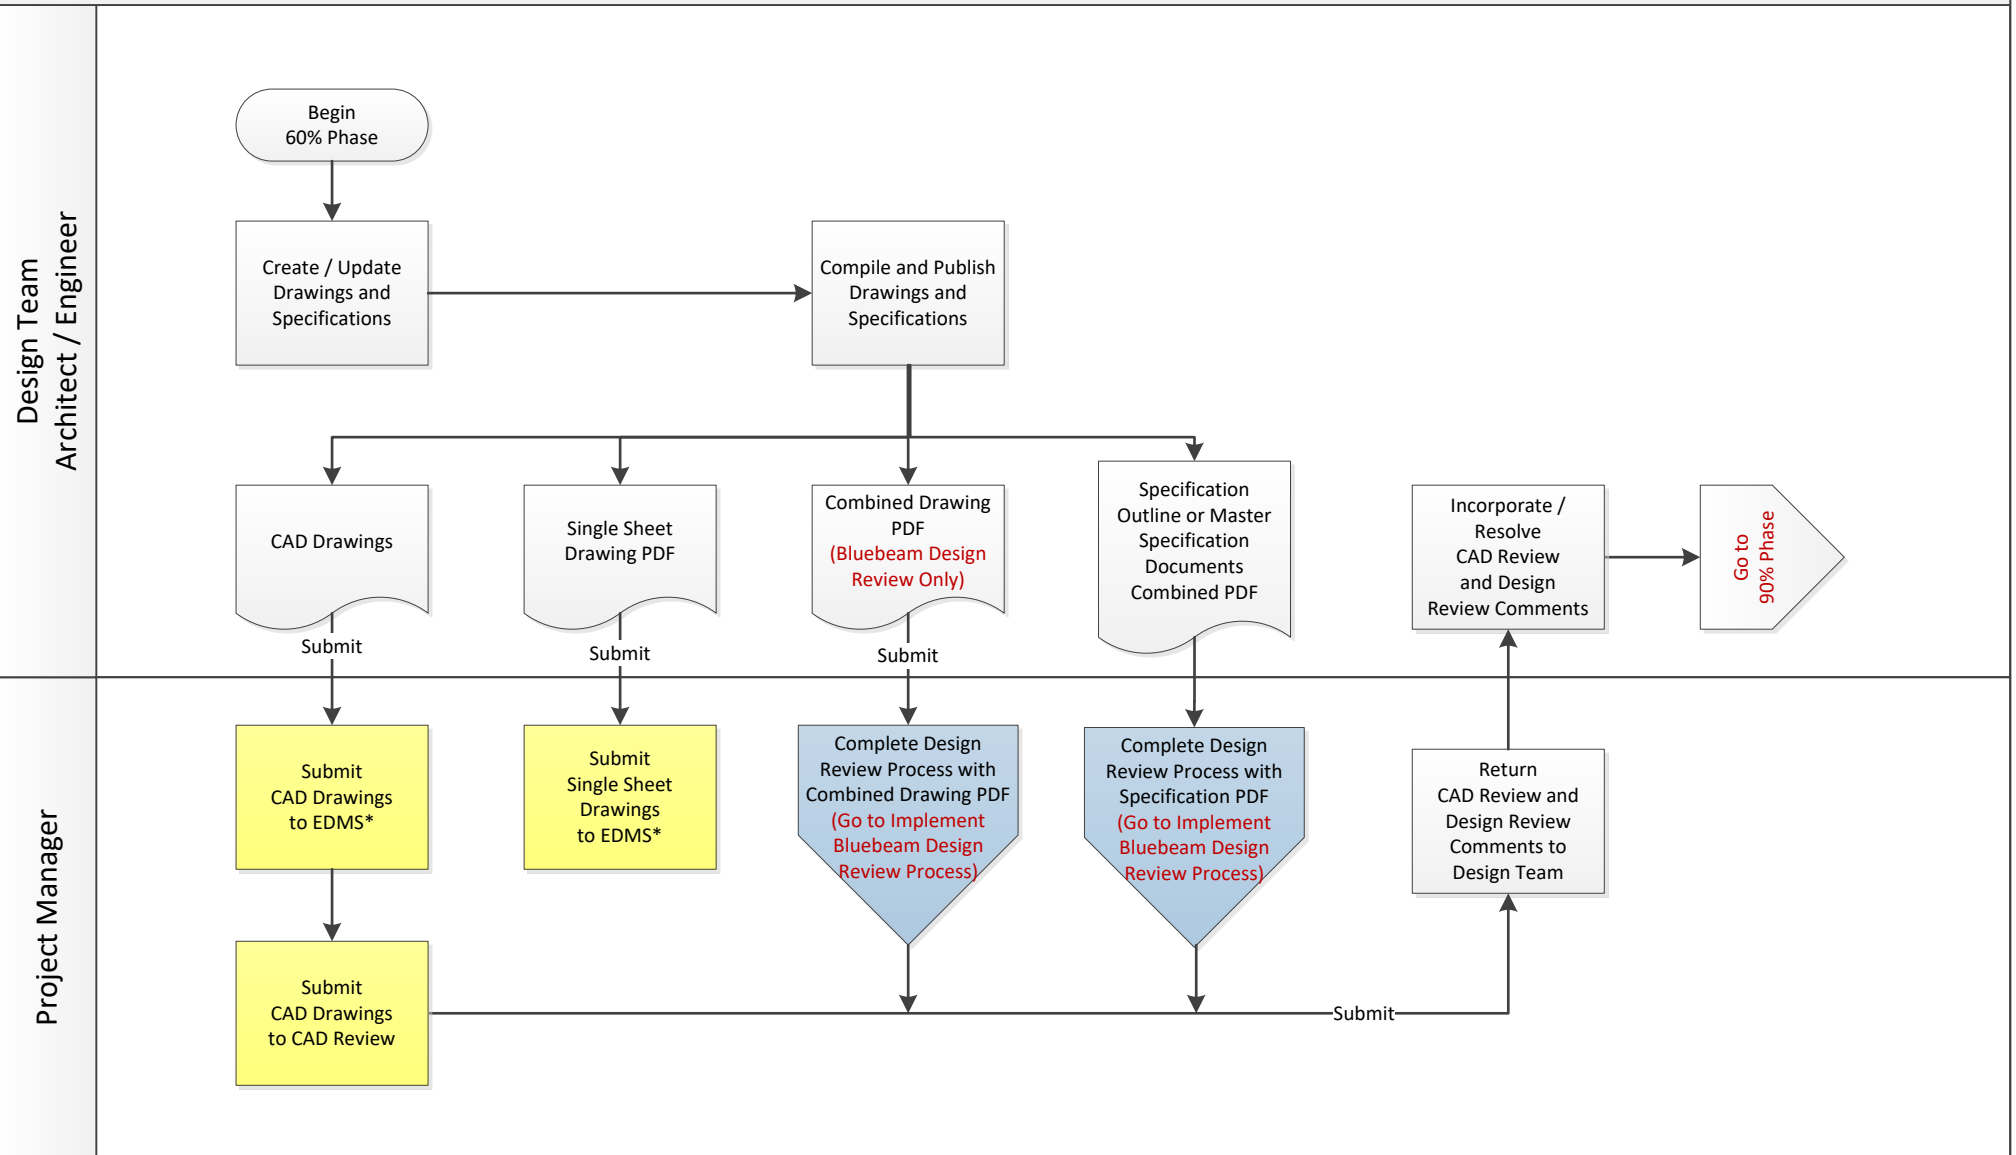 Design Team
Architect / Engineer
Begin
60% Phase
Create / Update
Drawings and
Specifications
Compile and Publish
Drawings and
Specifications
CAD Drawings
Single Sheet
Drawing PDF
Combined Drawing
PDF
(Bluebeam Design
Review Only)
Specification
Outline or Master
Specification
Documents
Combined PDF
Incorporate /
Resolve
CAD Review
and Design
Review Comments
Go to
90% Phase
Submit
Submit
Submit
Project Manager
Submit
CAD Drawings
to EDMS*
Submit
Single Sheet
Drawings
to EDMS*
Complete Design
Review Process with
Combined Drawing PDF
(Go to Implement
Bluebeam Design
Review Process)
Complete Design
Review Process with
Specification PDF
(Go to Implement
Bluebeam Design
Review Process)
Return
CAD Review and
Design Review
Comments to
Design Team
Submit
CAD Drawings
to CAD Review
Submit